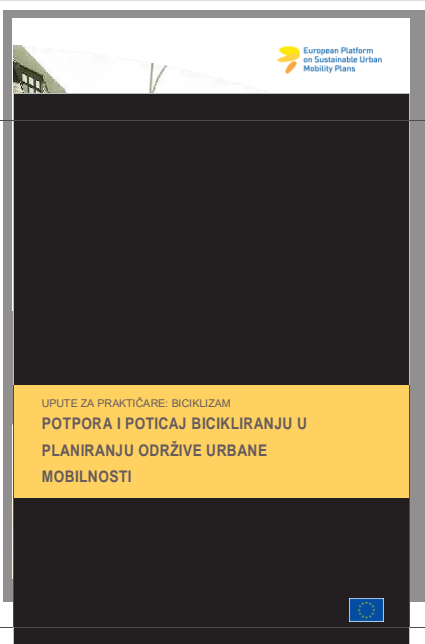 European Platform
on Sustainable Urban
Mobility Plans
UPUTE ZA PRAKTIČARE: BICIKLIZAM
POTPORA I POTICAJ BICIKLIRANJU U
PLANIRANJU ODRŽIVE URBANE
MOBILNOSTI